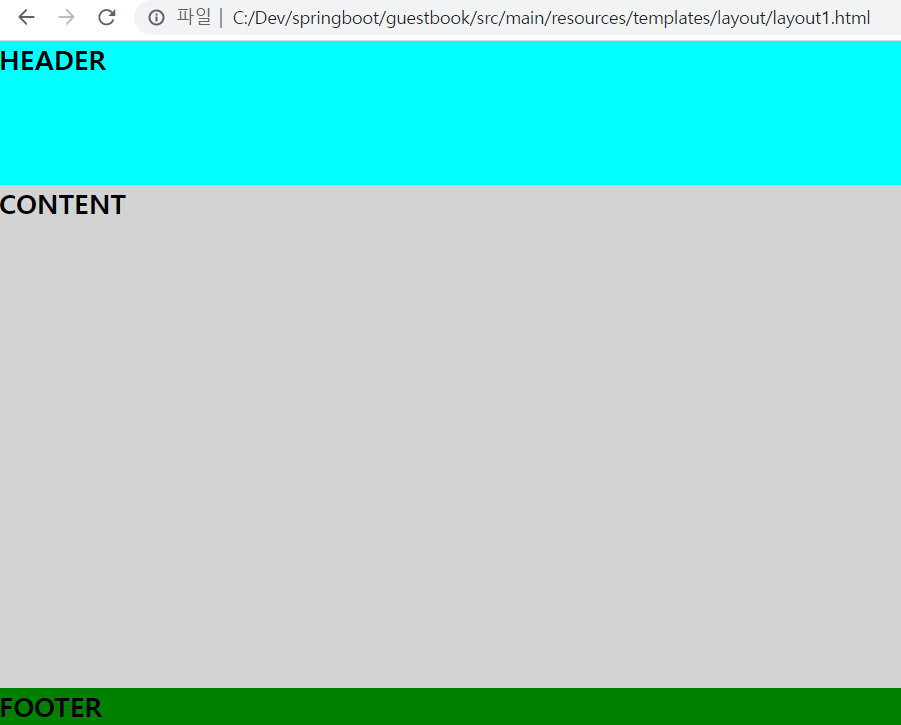 파일 | C:/Dev/springboot/guestbook/src/main/resources/templates/layout/layout1.html
HEADER
CONTENT
FOOTER